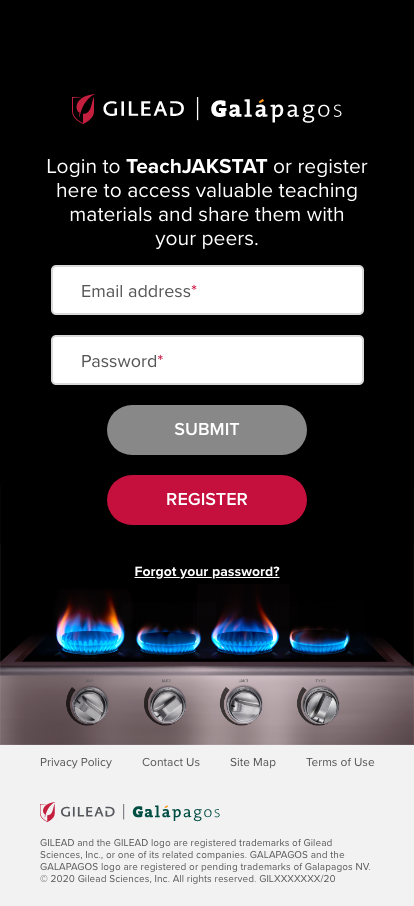 GILEAD | Galápagos
Login to TeachJAKSTAT or register
here to access valuable teaching
materials and share them with
your peers.
Email address*
Password*
SUBMIT
REGISTER
Forgot your password?
Privacy Policy Contact Us Site Map Terms of Use
GILEAD | Galápagos
GILEAD and the GILEAD logo are registered trademarks of Gilead
Sciences, Inc., or one of its related companies. GALAPAGOS and the
GALAPAGOS logo are registered or pending trademarks of Galapagos NV.
© 2020 Gilead Sciences, Inc. All rights reserved. GILXXXXXXX/20